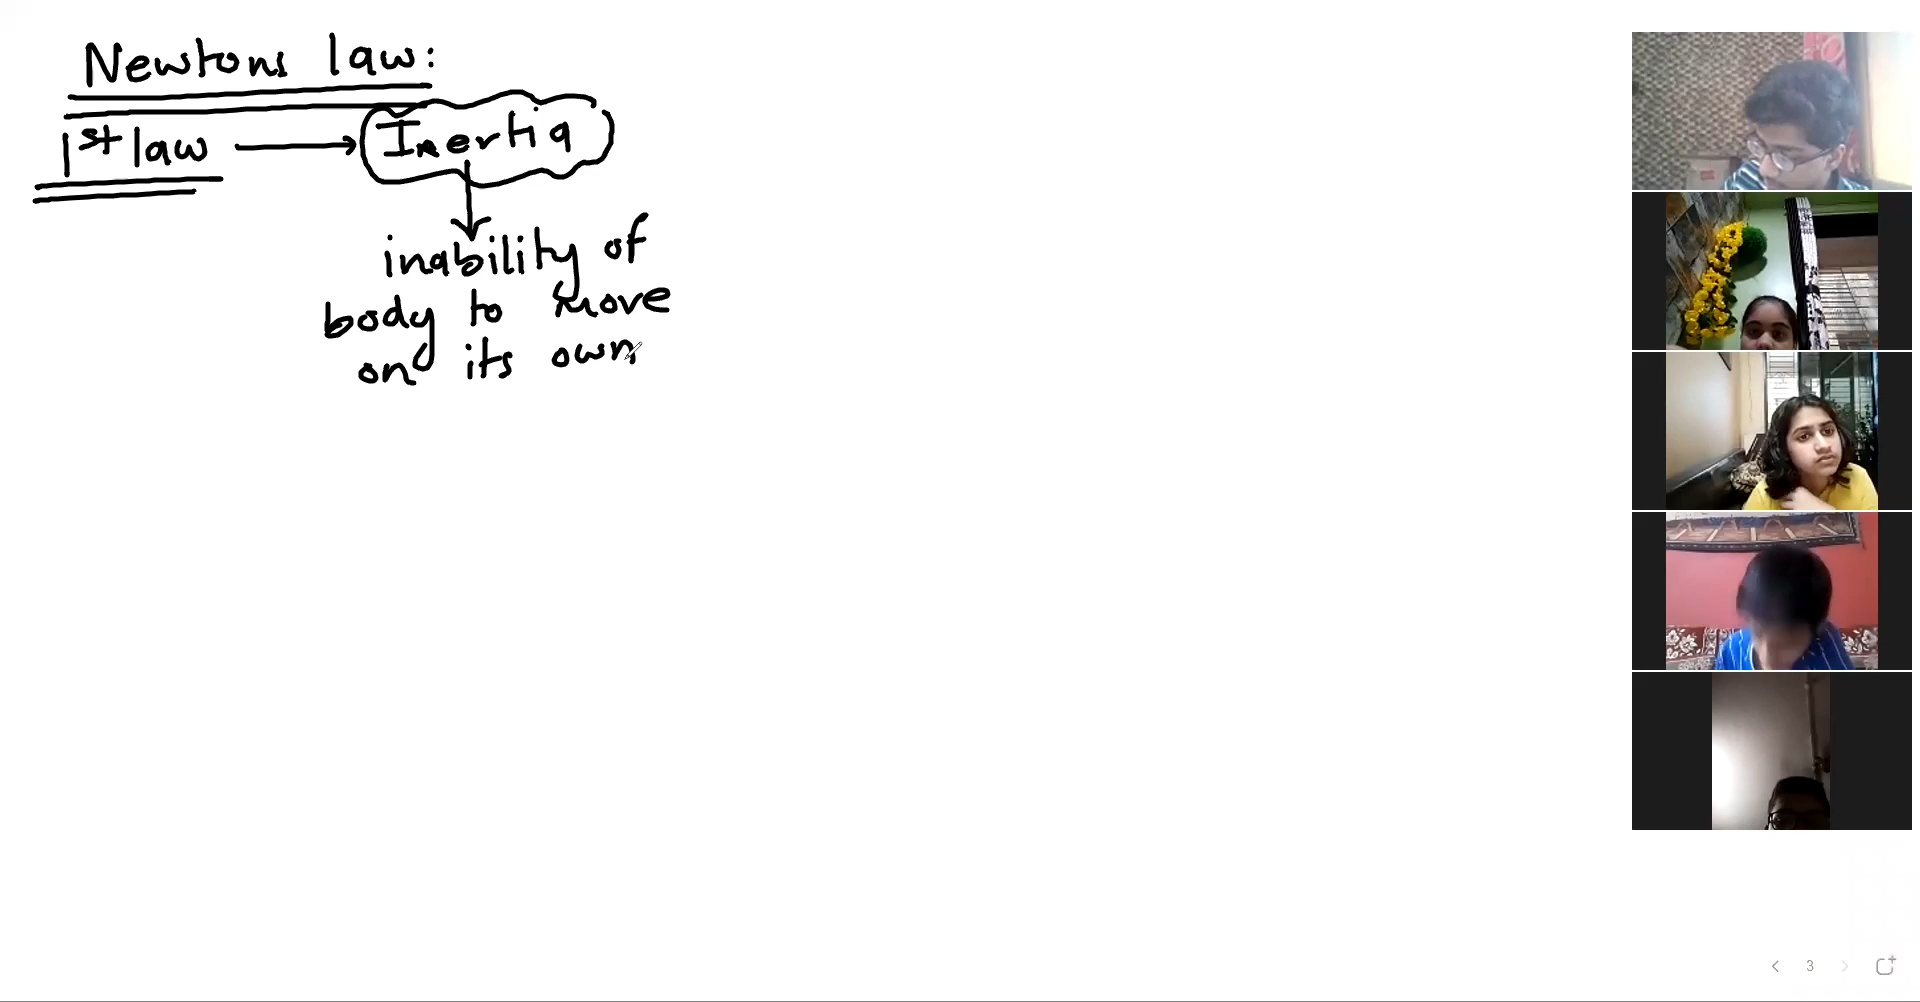 Newtons law:
1st law → Inertia
inability of
body to move
on its own
3